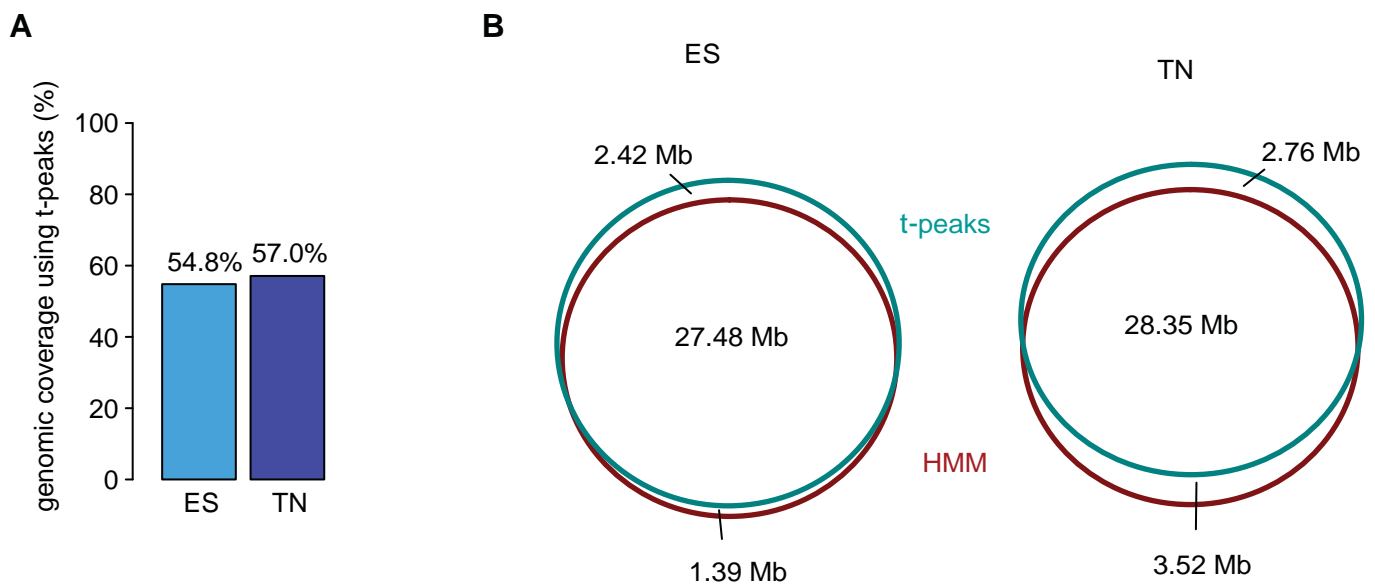 A
genomic coverage using t-peaks (%)
100
80
60
40
20
0
54.8%
57.0%
ES
TN
B
ES
TN
2.42 Mb
2.76 Mb
t-peaks
27.48 Mb
28.35 Mb
HMM
1.39 Mb
3.52 Mb